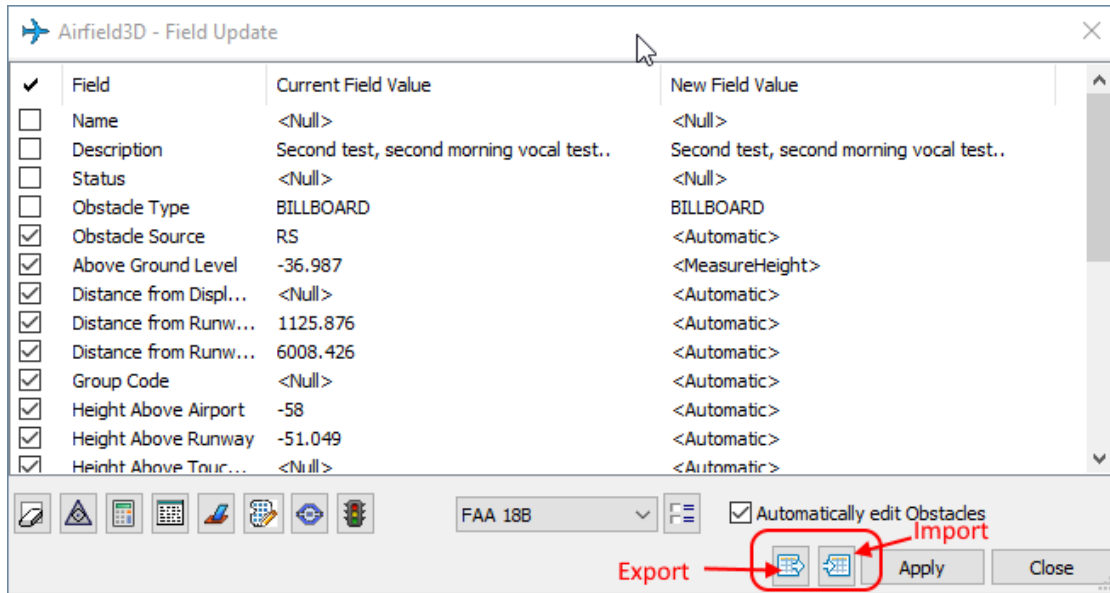 Airfield3D - Field Update
Field Current Field Value New Field Value
Name <Null> <Null>
Description Second test, second morning vocal test.. Second test, second morning vocal test..
Status <Null> <Null>
Obstacle Type BILLBOARD BILLBOARD
Obstacle Source RS <Automatic>
Above Ground Level -36.987 <MeasureHeight>
Distance from Displ... <Null> <Automatic>
Distance from Runw... 1125.876 <Automatic>
Distance from Runw... 6008.426 <Automatic>
Group Code <Null> <Automatic>
Height Above Airport -58 <Automatic>
Height Above Runway -51.049 <Automatic>
Height Above Touc... <Null> <Automatic>
FAA 18B Automatically edit Obstacles
Import
Export Apply Close